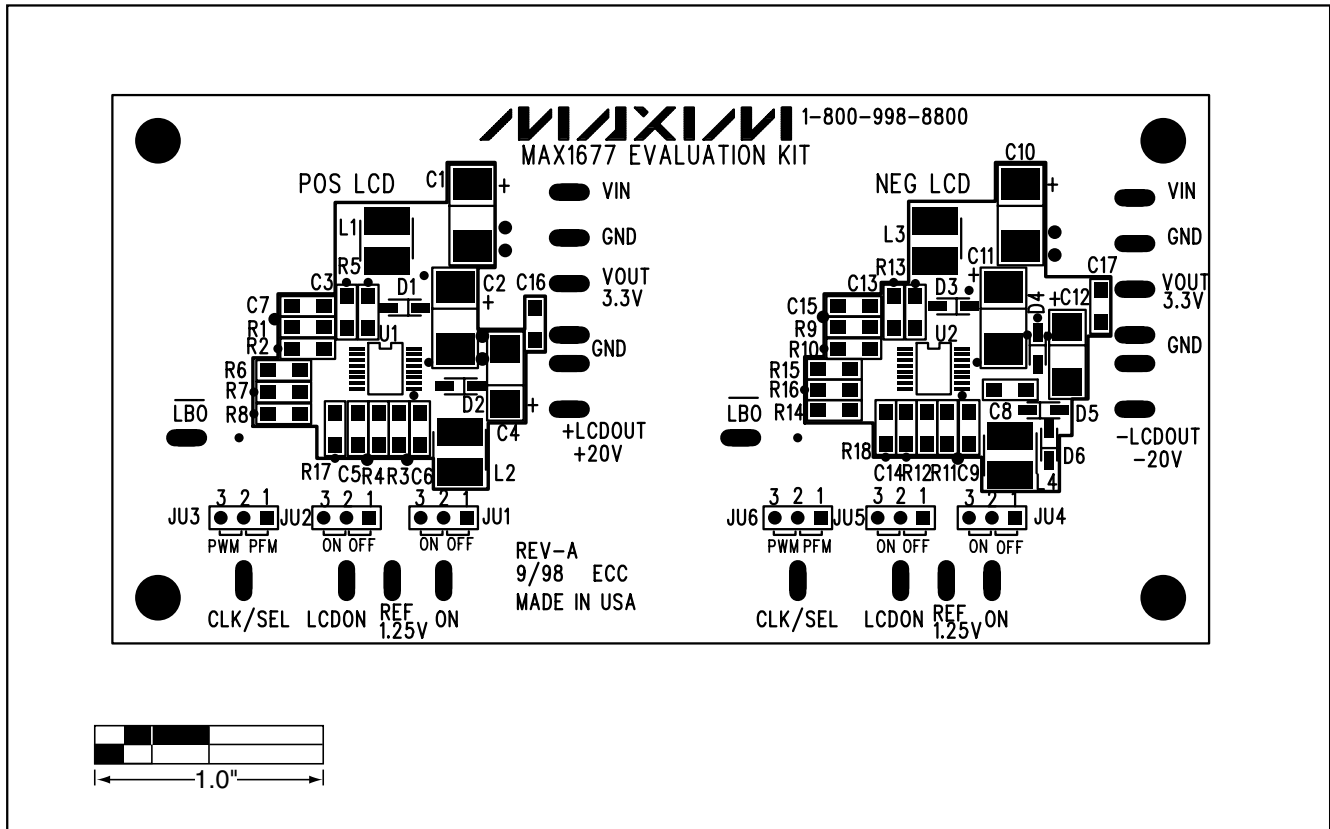 MAXIM 1-800-998-8800
MAX1677 EVALUATION KIT
POS LCD
C1
+
VIN
L1
GND
R5
C3
D1
C2
+
C16
VOUT
3.3V
C7
R1
R2
U1
GND
R6
R7
R8
D2
C4
+
LBO
+LCDOUT
+20V
R17
C5
R4
R3
C6
L2
JU3
3 2 1
PWM PFM
JU2
3 2 1
ON OFF
3 2 1
JU1
ON OFF
CLK/SEL
LCDON
REF
1.25V
ON
REV-A
9/98 ECC
MADE IN USA
NEG LCD
C10
+
VIN
L3
GND
R13
C13
D3
C11
+
D4
+
C12
C17
VOUT
3.3V
C15
R9
R10
U2
GND
R15
R16
R14
C8
D5
D6
LBO
-LCDOUT
-20V
R18
C14
R12
R11
C9
L4
JU6
3 2 1
PWM PFM
JU5
3 2 1
ON OFF
3 2 1
JU4
ON OFF
CLK/SEL
LCDON
REF
1.25V
ON
1.0"